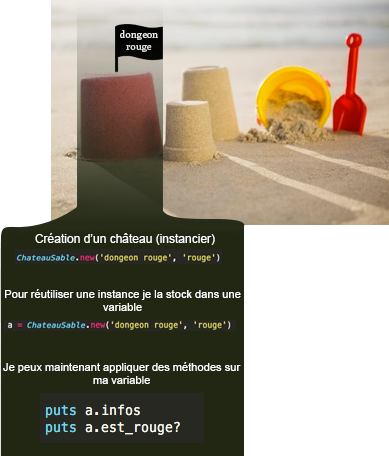 dongeon
rouge
Création d'un château (instancier)
ChateauSable.new('dongeon rouge', 'rouge')
Pour réutiliser une instance je la stock dans une
variable
a = ChateauSable.new('dongeon rouge', 'rouge')
Je peux maintenant appliquer des méthodes sur
ma variable
puts a.infos
puts a.est_rouge?